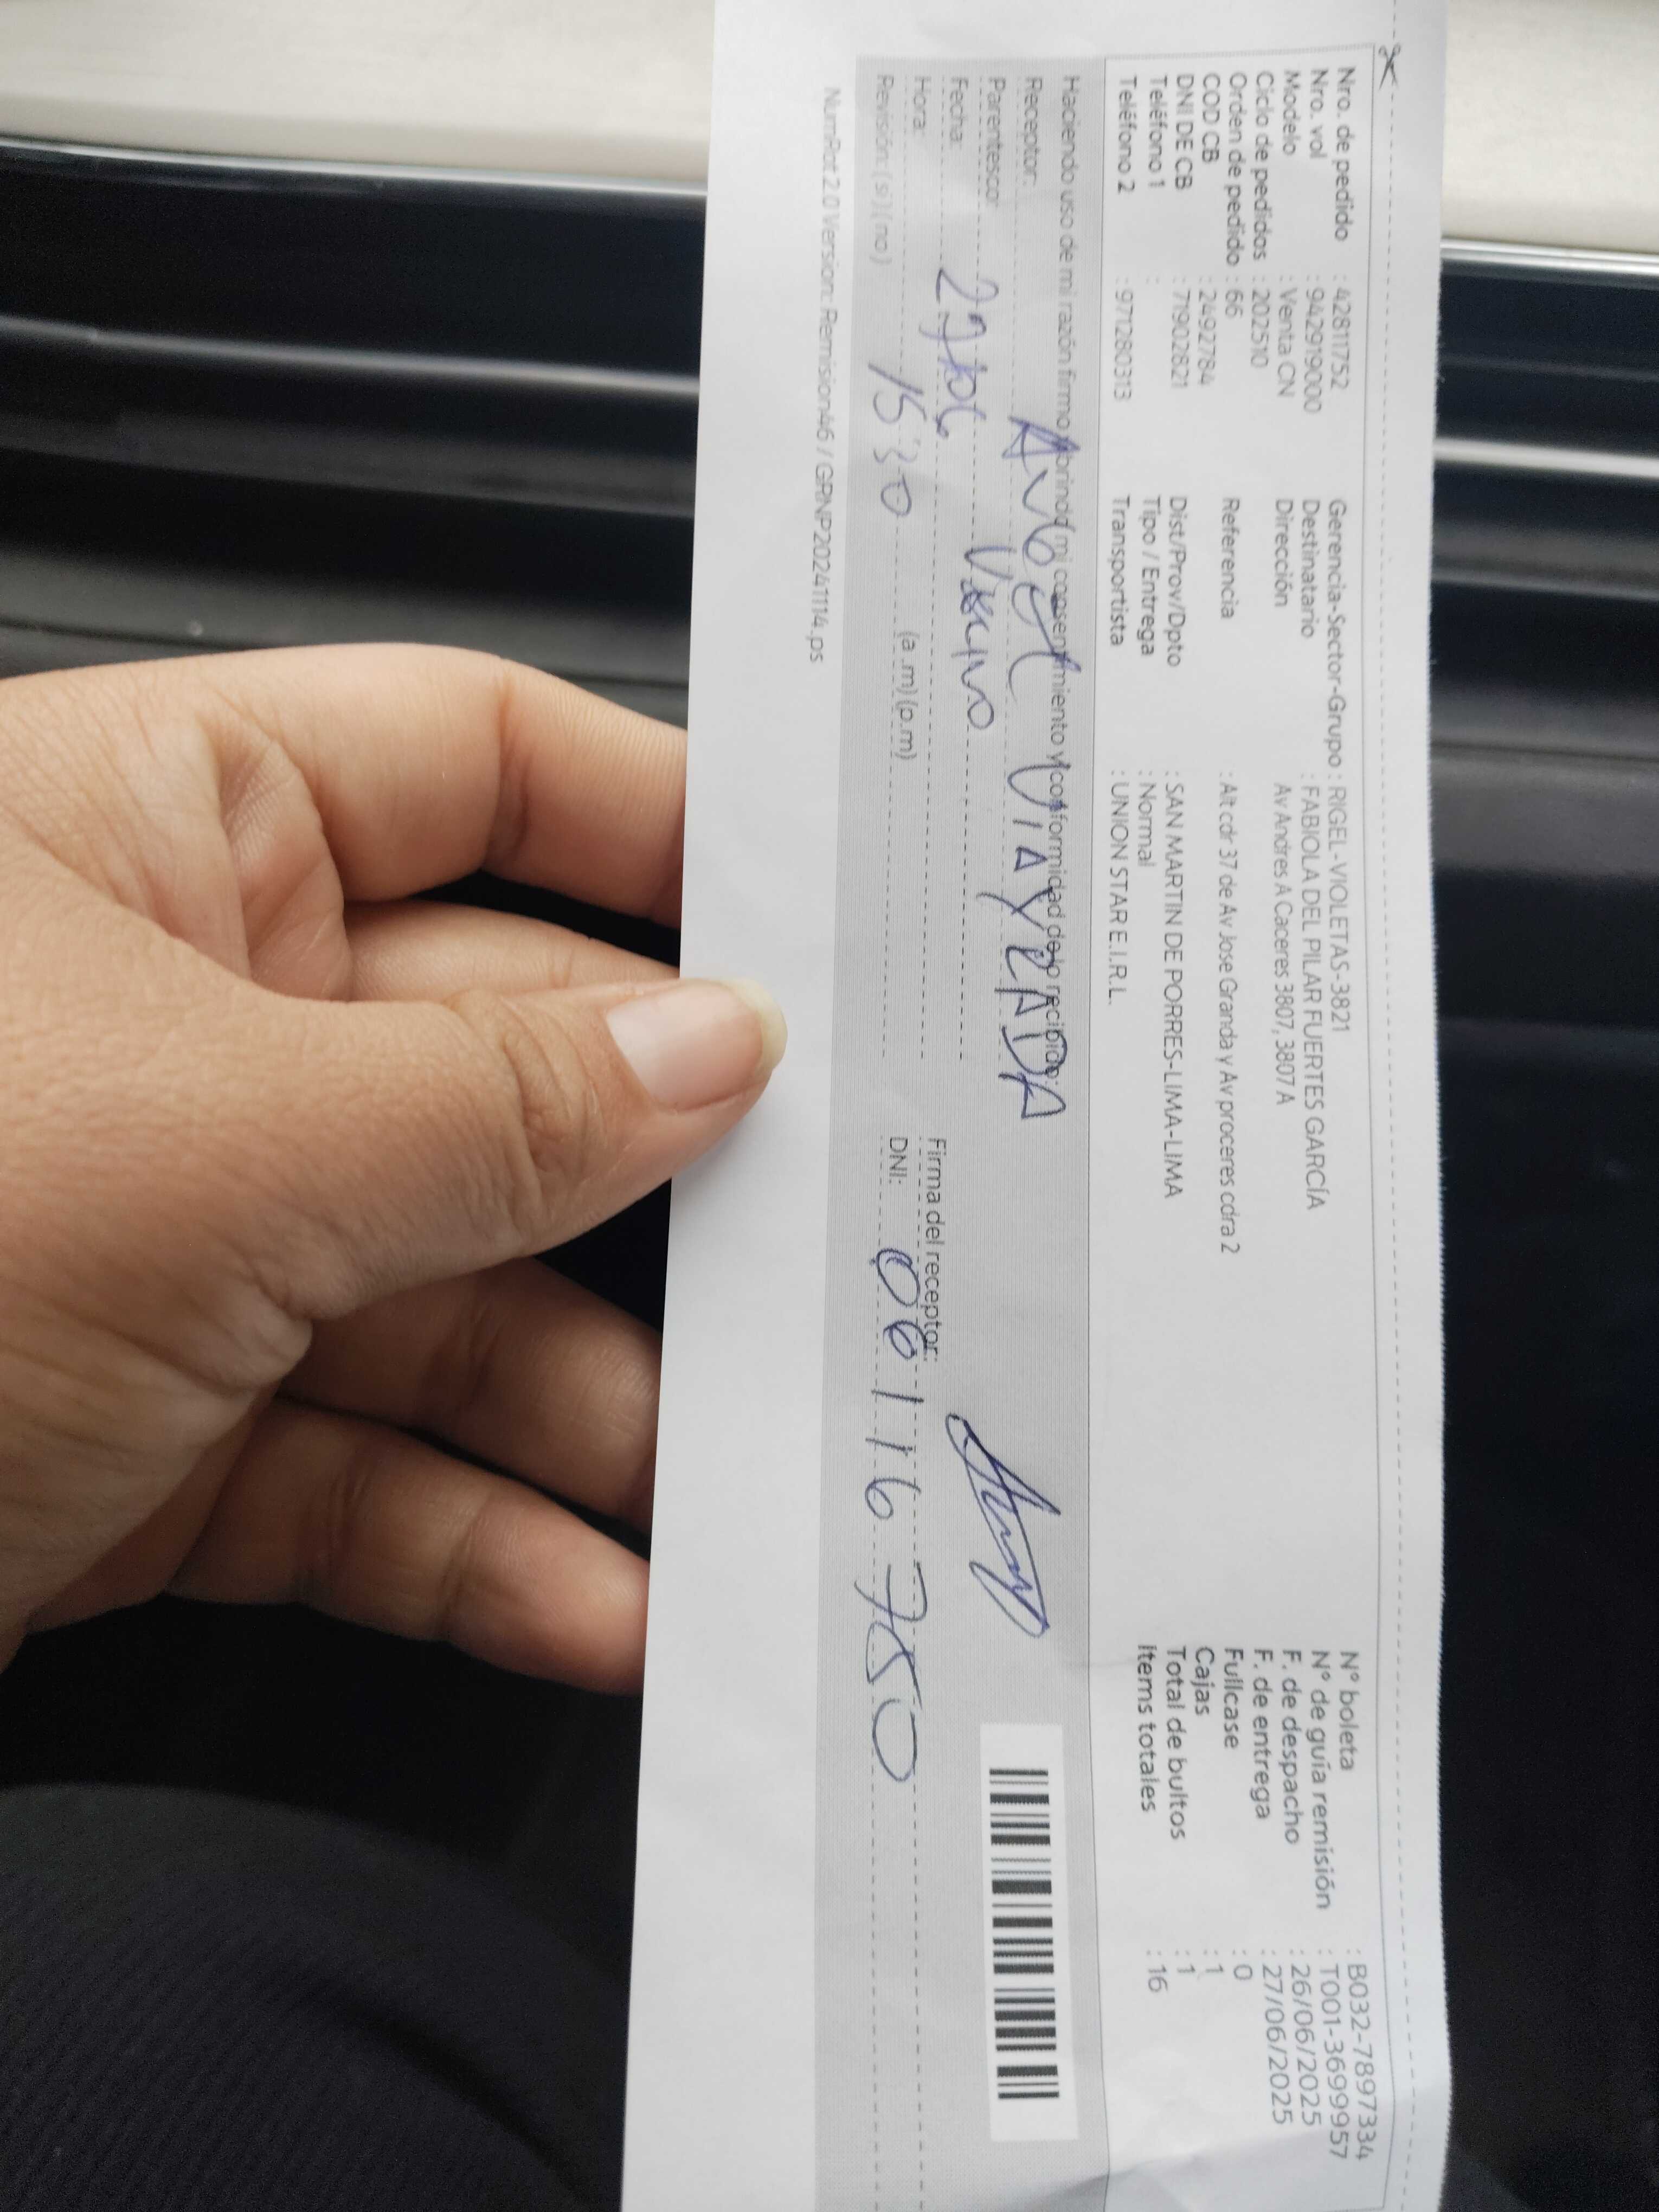 Nro. de pedido : 42811752
Nro. vol : 942919000
Modelo : Venta CN
Ciclo de pedidos : 202510
Orden de pedido : 66
COD CB : 2492784
DNI DE CB : 71902821
Teléfono 1 :
Teléfono 2 : 971280313
Gerencia-Sector-Grupo : RIGEL-VIOLETAS-3821
Destinatario : FABIOLA DEL PILAR FUERTES GARCÍA
Dirección Av Andres A Caceres 3807, 3807 A
Referencia : Alt cdr 37 de Av Jose Granda y Av proceres cdra 2
Dist/Prov/Dpto : SAN MARTIN DE PORRES-LIMA-LIMA
Tipo / Entrega : Normal
Transportista : UNION STAR E.I.R.L.
N° boleta : B032-7897334
N° de guía remisión : T001-36999957
F. de despacho : 26/06/2025
F. de entrega : 27/06/2025
Fullcase : 0
Cajas : 1
Total de bultos : 1
Items totales : 16
Haciendo uso de mi razón firmo brindo mi consentimiento y conformidad de lo recibido:
Receptor: ANGEL VIAYRADA
Parentesco: Vecino
Fecha: 27/06
Hora: 15 30 (a .m) (p.m)
Revisión: (si) (no)
Firma del receptor:
DNI: 06116750
NumRot 2.0 Version: Remision46 / GRNP20241114.ps